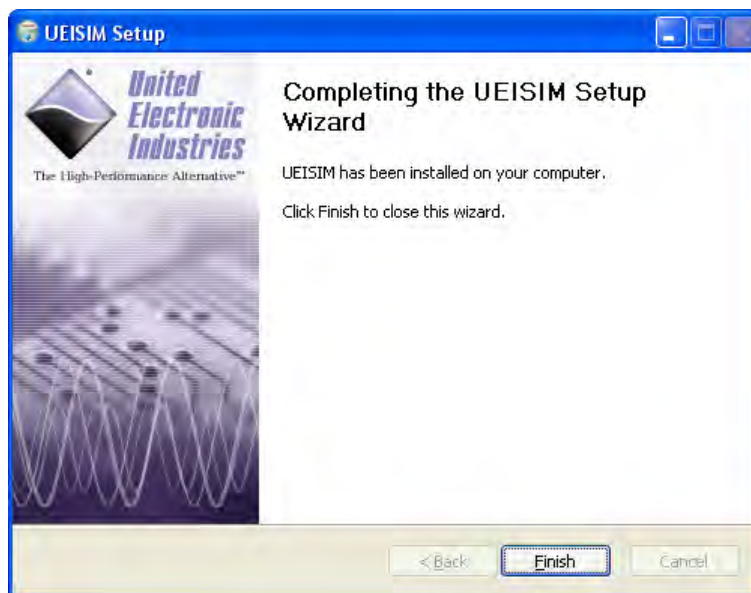 UEISIM Setup
United
Electronic
Industries
The High-Performance Alternative™
Completing the UEISIM Setup
Wizard
UEISIM has been installed on your computer.
Click Finish to close this wizard.
< Back
Finish
Cancel